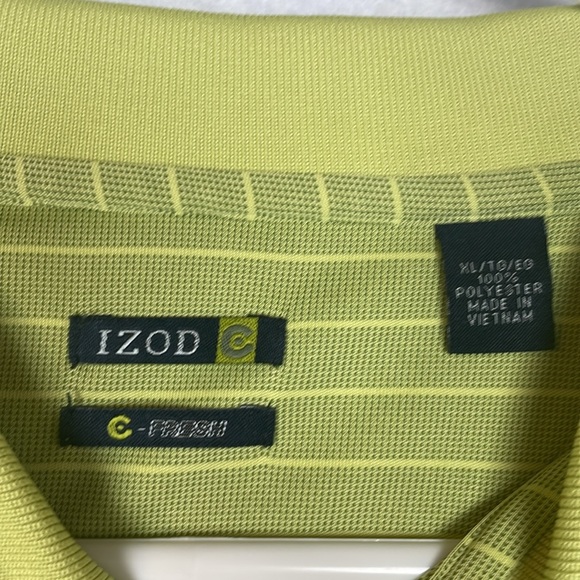 IZOD C
C-FRESH
XL/TG/EG
100%
POLYESTER
MADE IN
VIETNAM